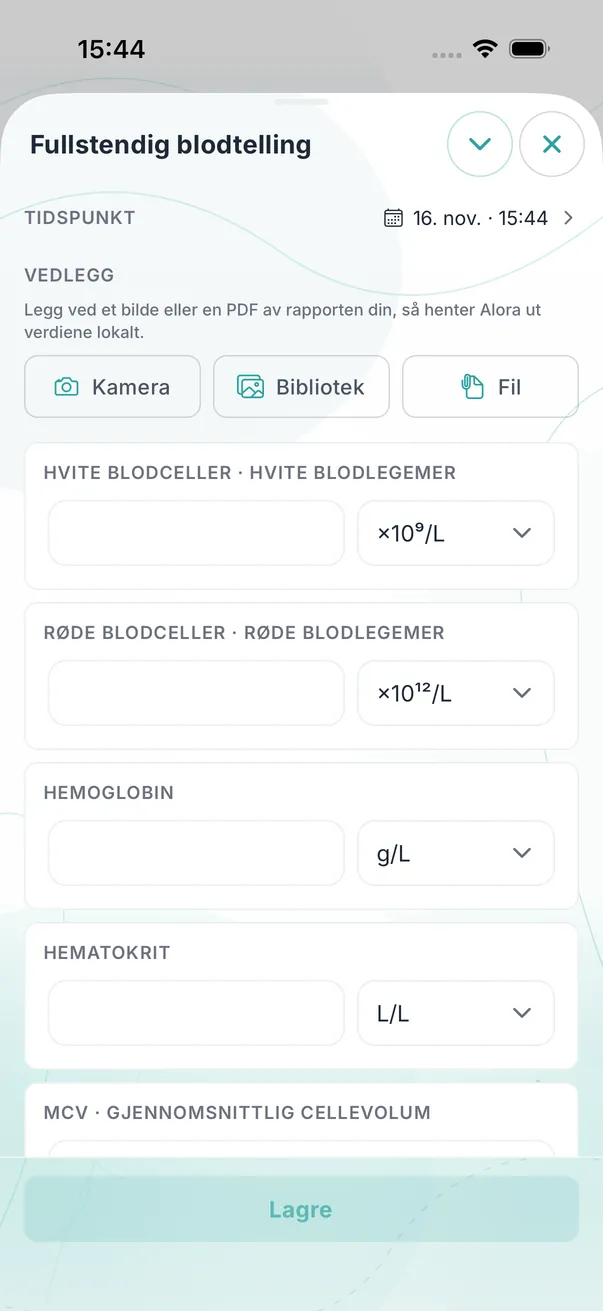 15:44
Fullstendig blodtelling
TIDSPUNKT
16. nov. · 15:44
VEDLEGG
Legg ved et bilde eller en PDF av rapporten din, så henter Alora ut
verdiene lokalt.
Kamera
Bibliotek
Fil
HVITE BLODCELLER · HVITE BLODLEGEMER
×10⁹/L
RØDE BLODCELLER · RØDE BLODLEGEMER
×10¹²/L
HEMOGLOBIN
g/L
HEMATOKRIT
L/L
MCV · GJENNOMSNITTLIG CELLEVOLUM
Lagre